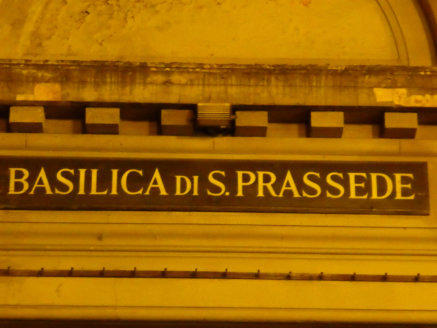 BASILICA DI S. PRASSEDE